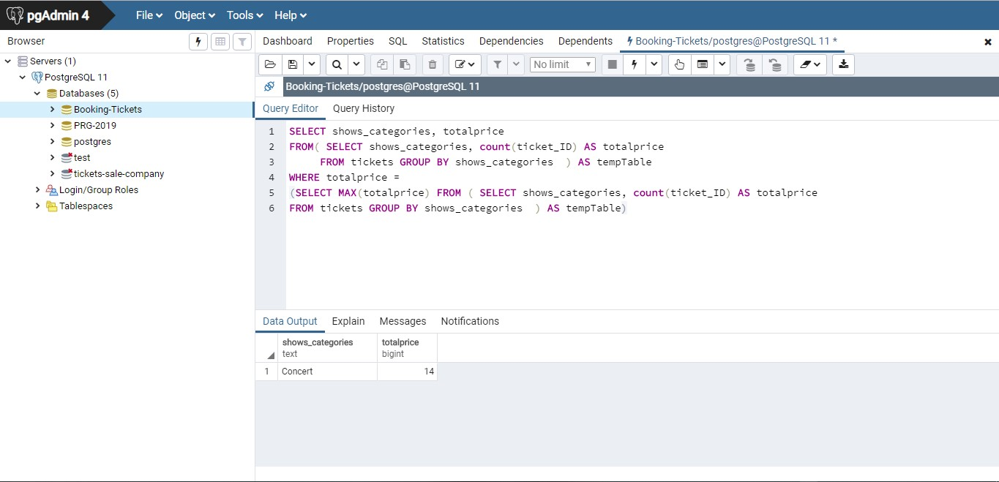 pgAdmin 4
File Object Tools Help
Browser
Dashboard Properties SQL Statistics Dependencies Dependents Booking-Tickets/postgres@PostgreSQL 11 *
Servers (1)
PostgreSQL 11
Databases (5)
Booking-Tickets
PRG-2019
postgres
test
tickets-sale-company
Login/Group Roles
Tablespaces
No limit
Booking-Tickets/postgres@PostgreSQL 11
Query Editor Query History
1 SELECT shows_categories, totalprice
2 FROM( SELECT shows_categories, count(ticket_ID) AS totalprice
3 FROM tickets GROUP BY shows_categories ) AS tempTable
4 WHERE totalprice =
5 (SELECT MAX(totalprice) FROM ( SELECT shows_categories, count(ticket_ID) AS totalprice
6 FROM tickets GROUP BY shows_categories ) AS tempTable)
Data Output Explain Messages Notifications
shows_categories totalprice
text bigint
1 Concert 14